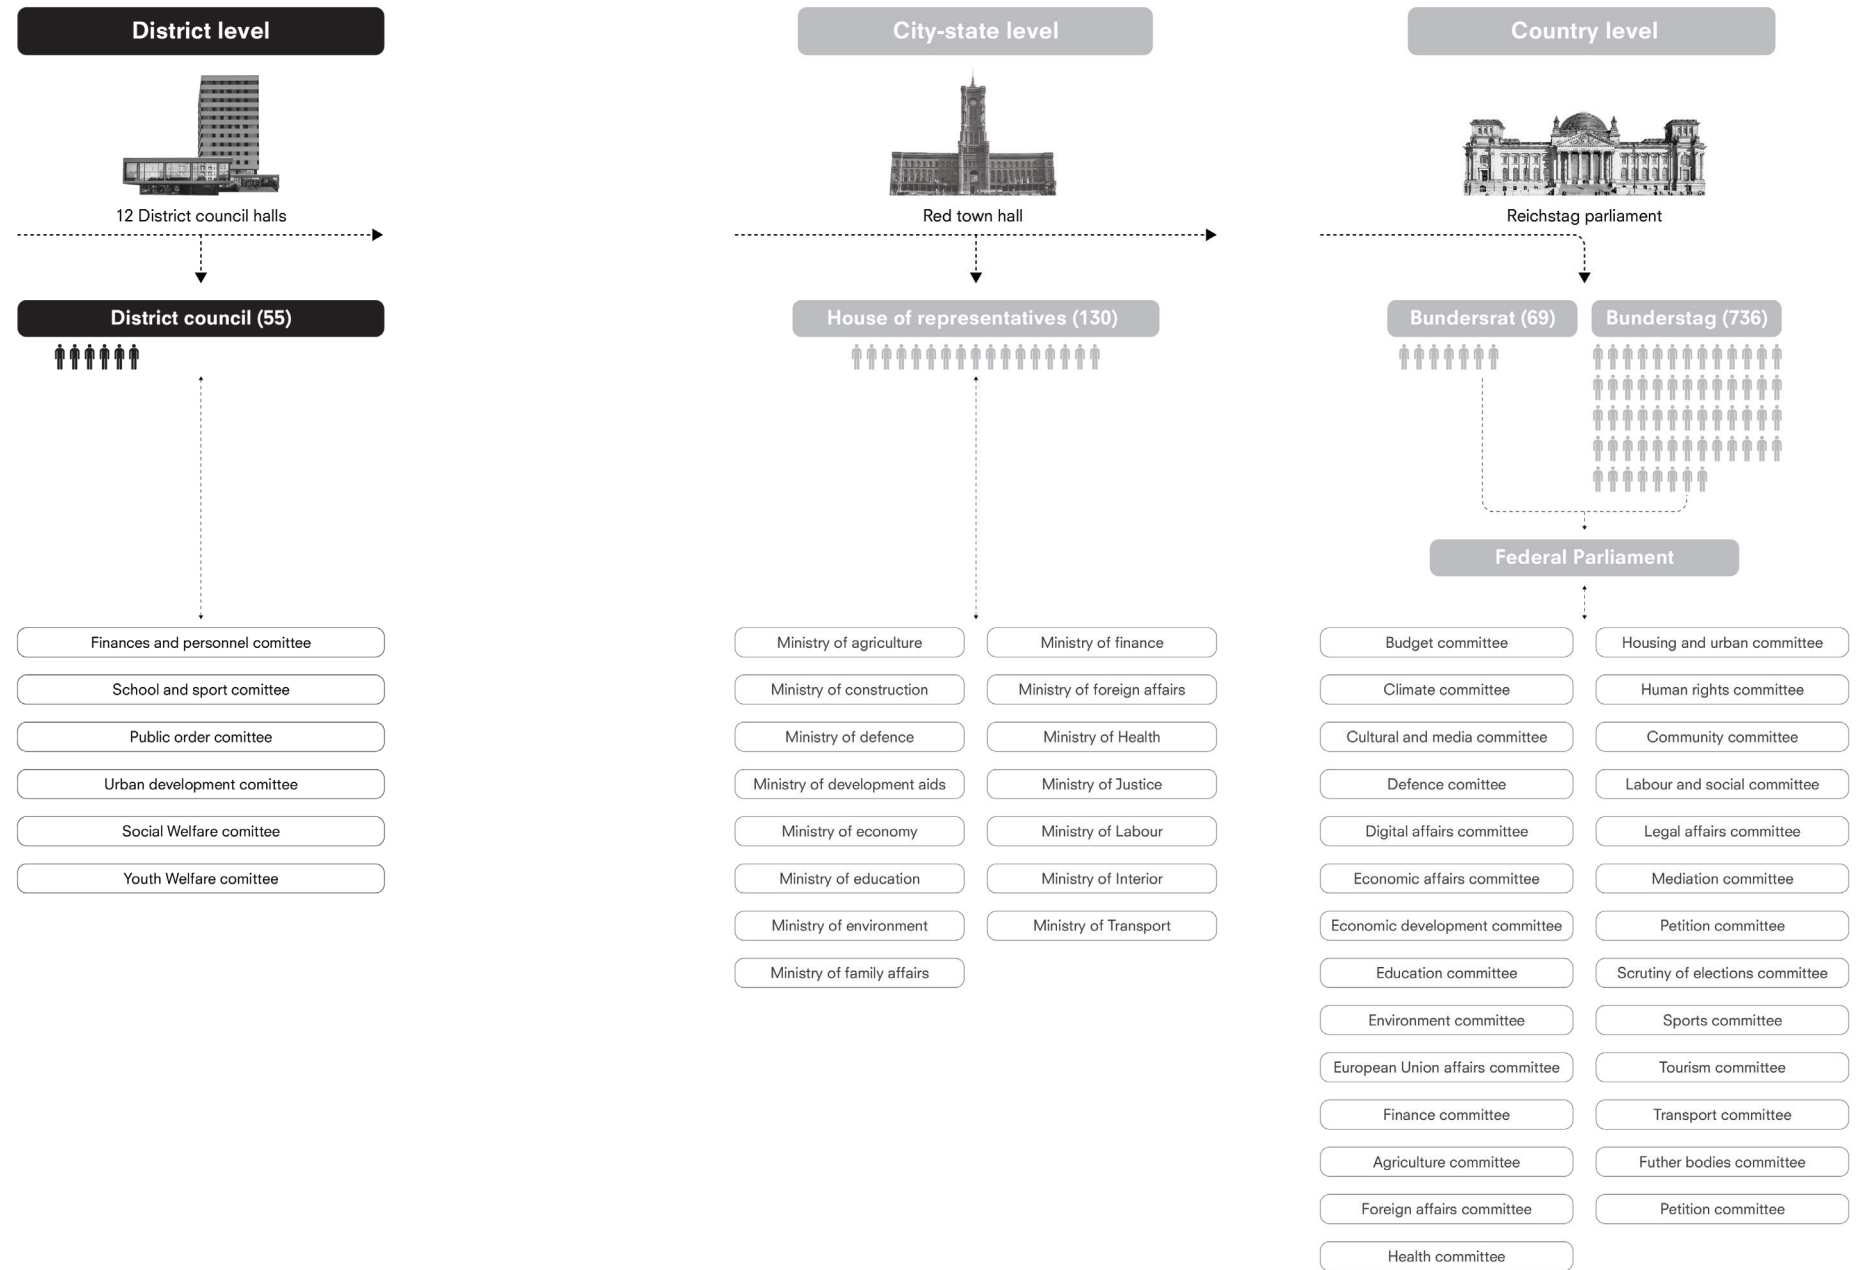 District level
12 District council halls
District council (55)
Finances and personnel comittee
School and sport comittee
Public order comittee
Urban development comittee
Social Welfare comittee
Youth Welfare comittee
City-state level
Red town hall
House of representatives (130)
Ministry of agriculture
Ministry of construction
Ministry of defence
Ministry of development aids
Ministry of economy
Ministry of education
Ministry of environment
Ministry of family affairs
Ministry of finance
Ministry of foreign affairs
Ministry of Health
Ministry of Justice
Ministry of Labour
Ministry of Interior
Ministry of Transport
Country level
Reichstag parliament
Bundersrat (69)
Bunderstag (736)
Federal Parliament
Budget committee
Climate committee
Cultural and media committee
Defence comittee
Digital affairs committee
Economic affairs committee
Economic development committee
Education committee
Environment committee
European Union affairs committee
Finance committee
Agriculture committee
Foreign affairs committee
Health committee
Housing and urban committee
Human rights committee
Community committee
Labour and social committee
Legal affairs committee
Mediation committee
Petition committee
Scrutiny of elections committee
Sports committee
Tourism committee
Transport committee
Futher bodies committee
Petition committee